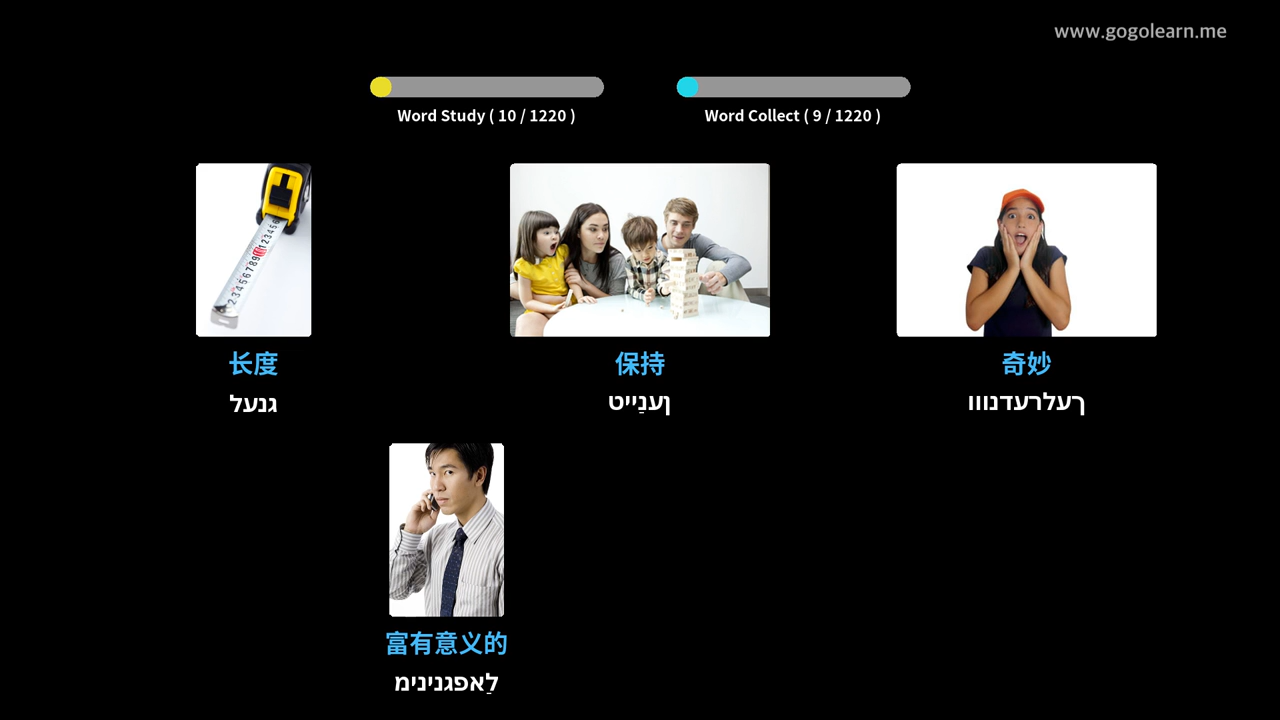 www.gogolearn.me
Word Study ( 10 / 1220 )
Word Collect ( 9 / 1220 )
长度
גנעל
保持
ןענַייט
奇妙
ךעלרעדנווו
富有意义的
לַאפגנינימ